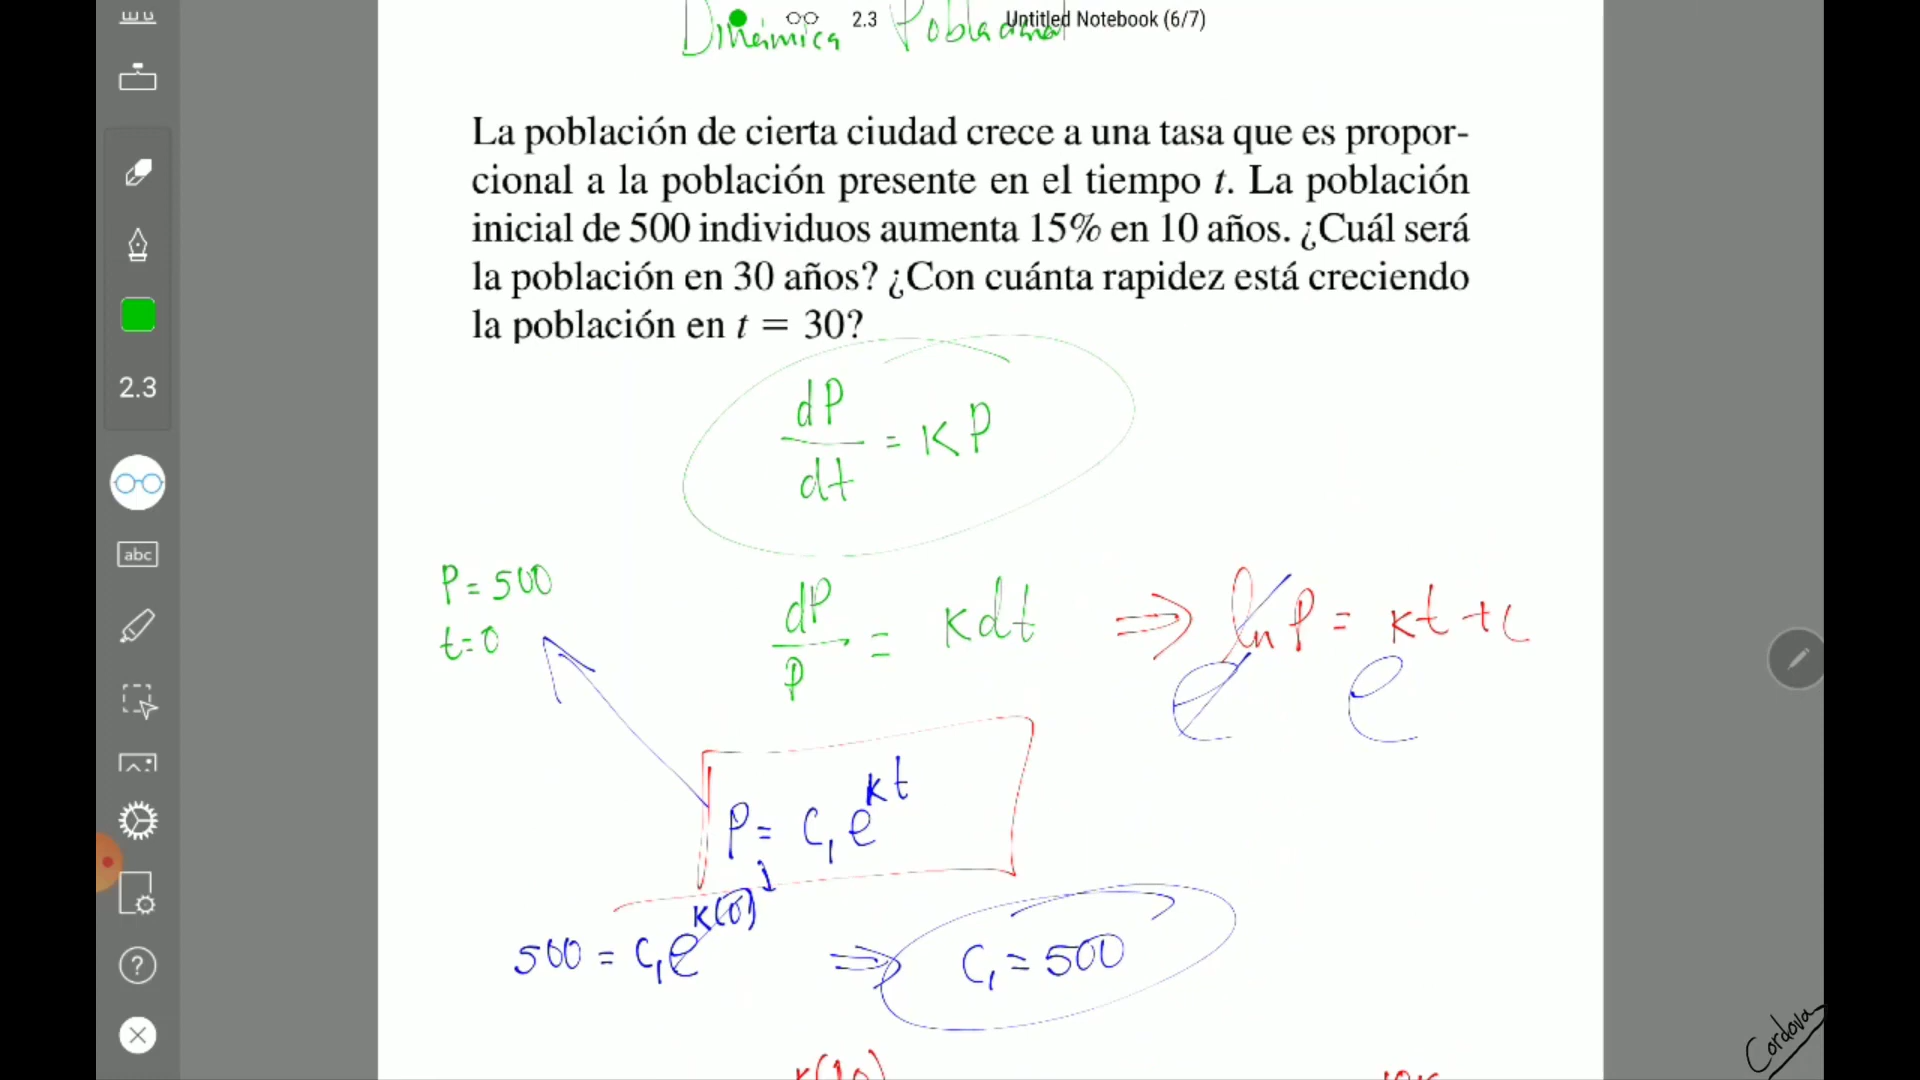 2.3
Untitled Notebook (6/7)
Dinámica Poblacional
La población de cierta ciudad crece a una tasa que es propor-
cional a la población presente en el tiempo t. La población
inicial de 500 individuos aumenta 15% en 10 años. ¿Cuál será
la población en 30 años? ¿Con cuánta rapidez está creciendo
la población en t = 30?
2.3
abc
dP/dt = KP
P = 500
t = 0
dP/P = Kdt ⇒ ln P = Kt + C
e e
P = C₁ e^Kt
500 = C₁e^K(0) ⇒ C₁ = 500
K(10)
10K
Cordova